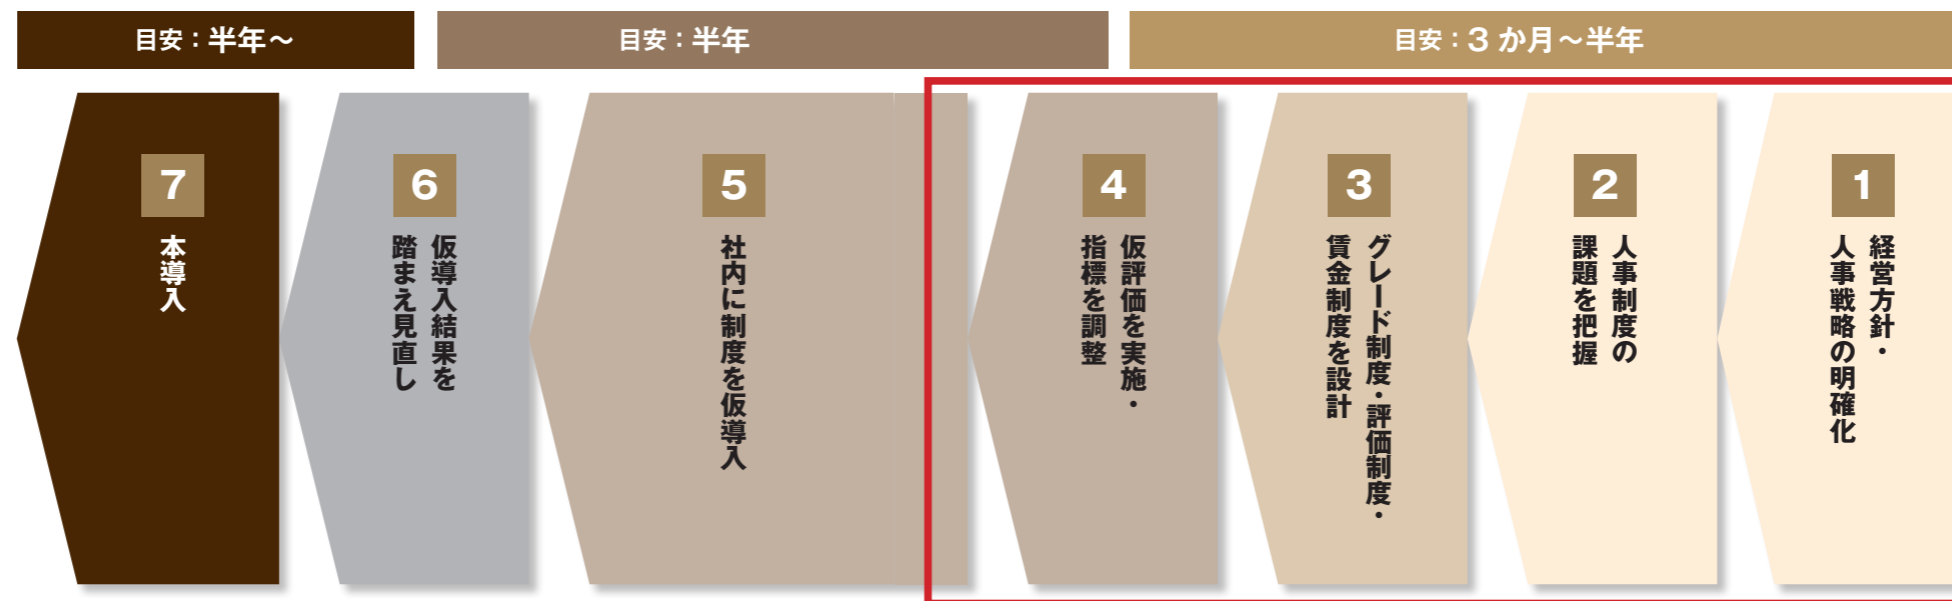 目安：3 か月～半年
目安：半年
目安：半年～
1
経営方針・
人事戦略の明確化
2
人事制度の
課題を把握
3
グレード制度・評価制度・
賃金制度を設計
4
仮評価を実施・
指標を調整
5
社内に制度を仮導入
6
仮導入結果を
踏まえ見直し
7
本導入